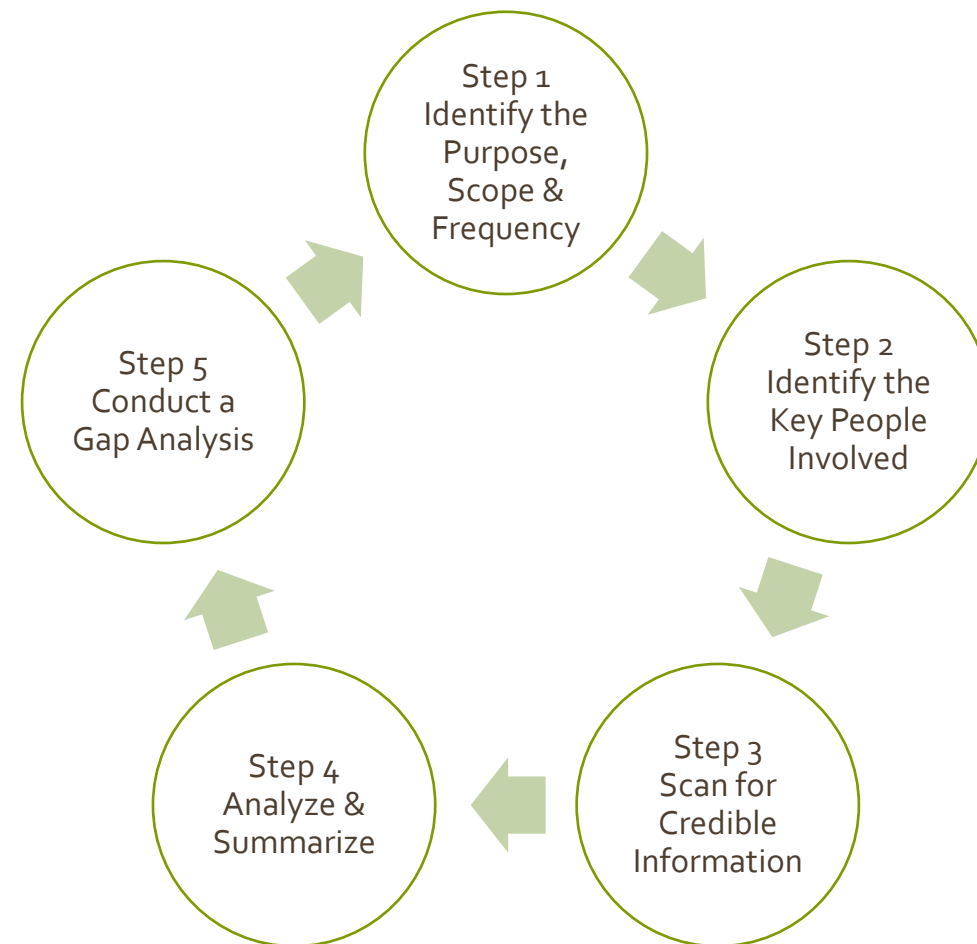 Step 1
Identify the
Purpose,
Scope &
Frequency
Step 2
Identify the
Key People
Involved
Step 3
Scan for
Credible
Information
Step 4
Analyze &
Summarize
Step 5
Conduct a
Gap Analysis